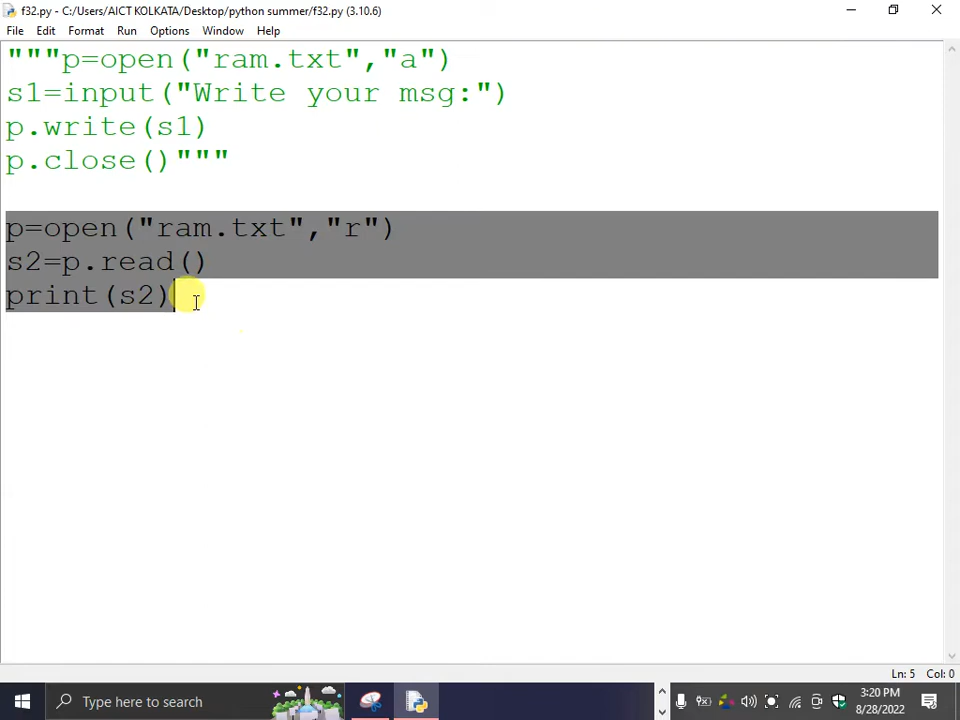 f32.py - C:/Users/AICT KOLKATA/Desktop/python summer/f32.py (3.10.6)
File Edit Format Run Options Window Help
"""p=open("ram.txt","a")
s1=input("Write your msg:")
p.write(s1)
p.close()"""
p=open("ram.txt","r")
s2=p.read()
print(s2)
Ln: 5 Col: 0
Type here to search
3:20 PM
8/28/2022